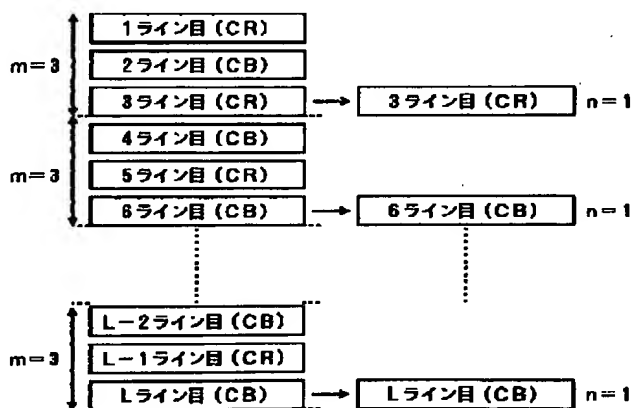 1ライン目(CR)
m=3
2ライン目(CB)
3ライン目(CR)
3ライン目(CR)
n=1
4ライン目(CB)
m=3
5ライン目(CR)
6ライン目(CB)
6ライン目(CB)
n=1
L-2ライン目(CB)
m=3
L-1ライン目(CR)
Lライン目(CB)
Lライン目(CB)
n=1